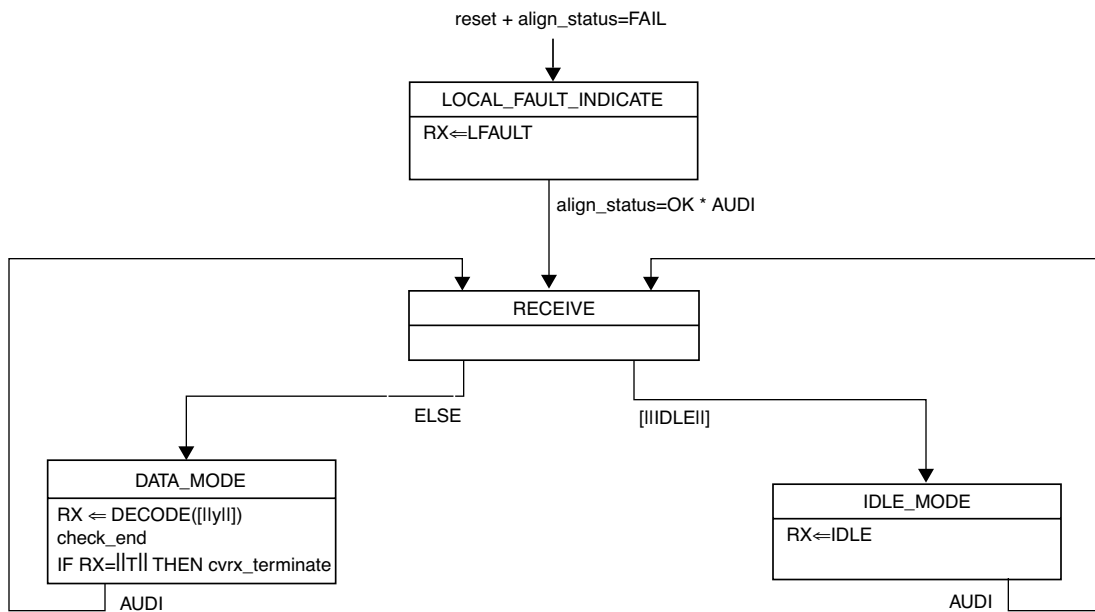 reset + align_status=FAIL
LOCAL_FAULT_INDICATE
RX⇐LFAULT
align_status=OK * AUDI
RECEIVE
ELSE
[||IDLE||]
DATA_MODE
RX ⇐ DECODE([||y||])
check_end
IF RX=||T|| THEN cvrx_terminate
IDLE_MODE
RX⇐IDLE
AUDI
AUDI